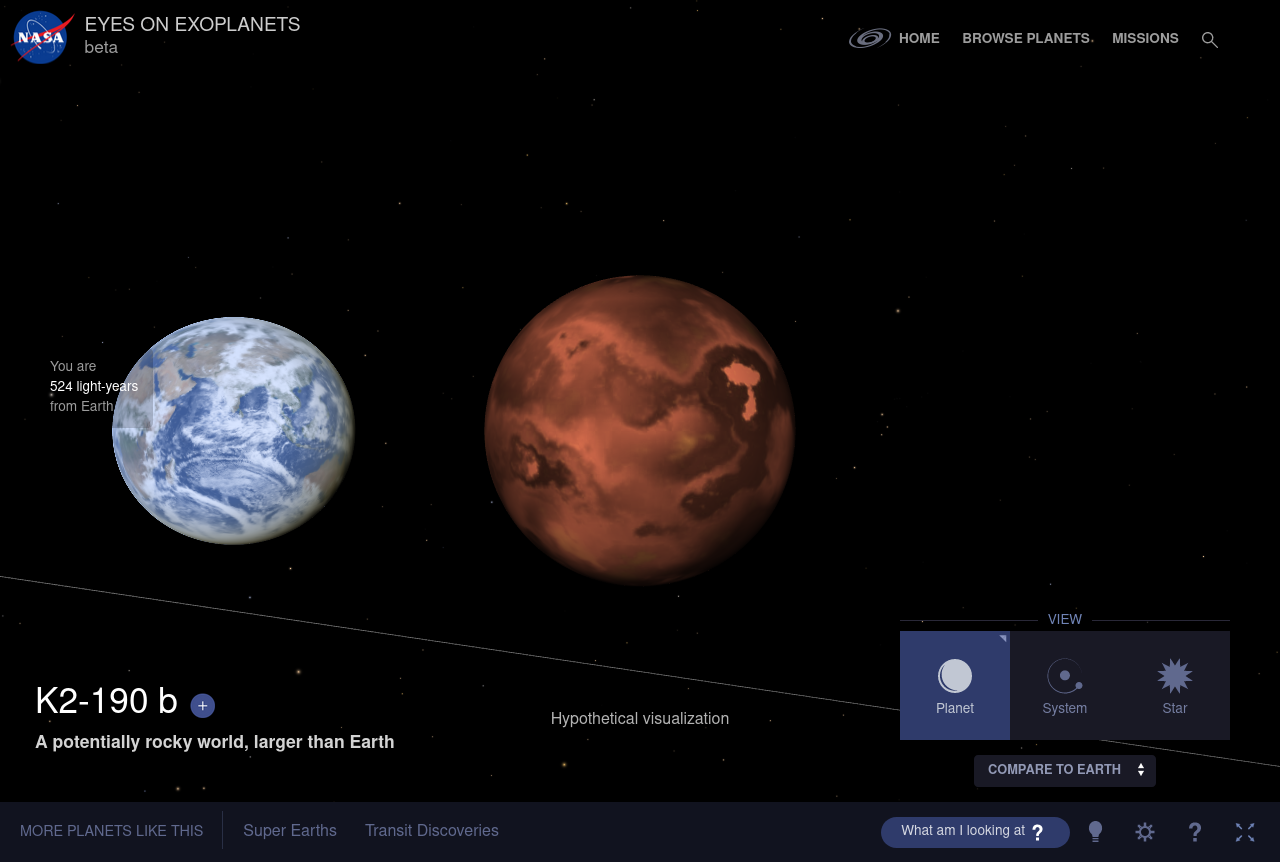 NASA
EYES ON EXOPLANETS
beta
HOME
BROWSE PLANETS
MISSIONS
You are
524 light-years
from Earth
K2-190 b +
A potentially rocky world, larger than Earth
Hypothetical visualization
VIEW
Planet
System
Star
COMPARE TO EARTH
MORE PLANETS LIKE THIS
Super Earths
Transit Discoveries
What am I looking at ?
?